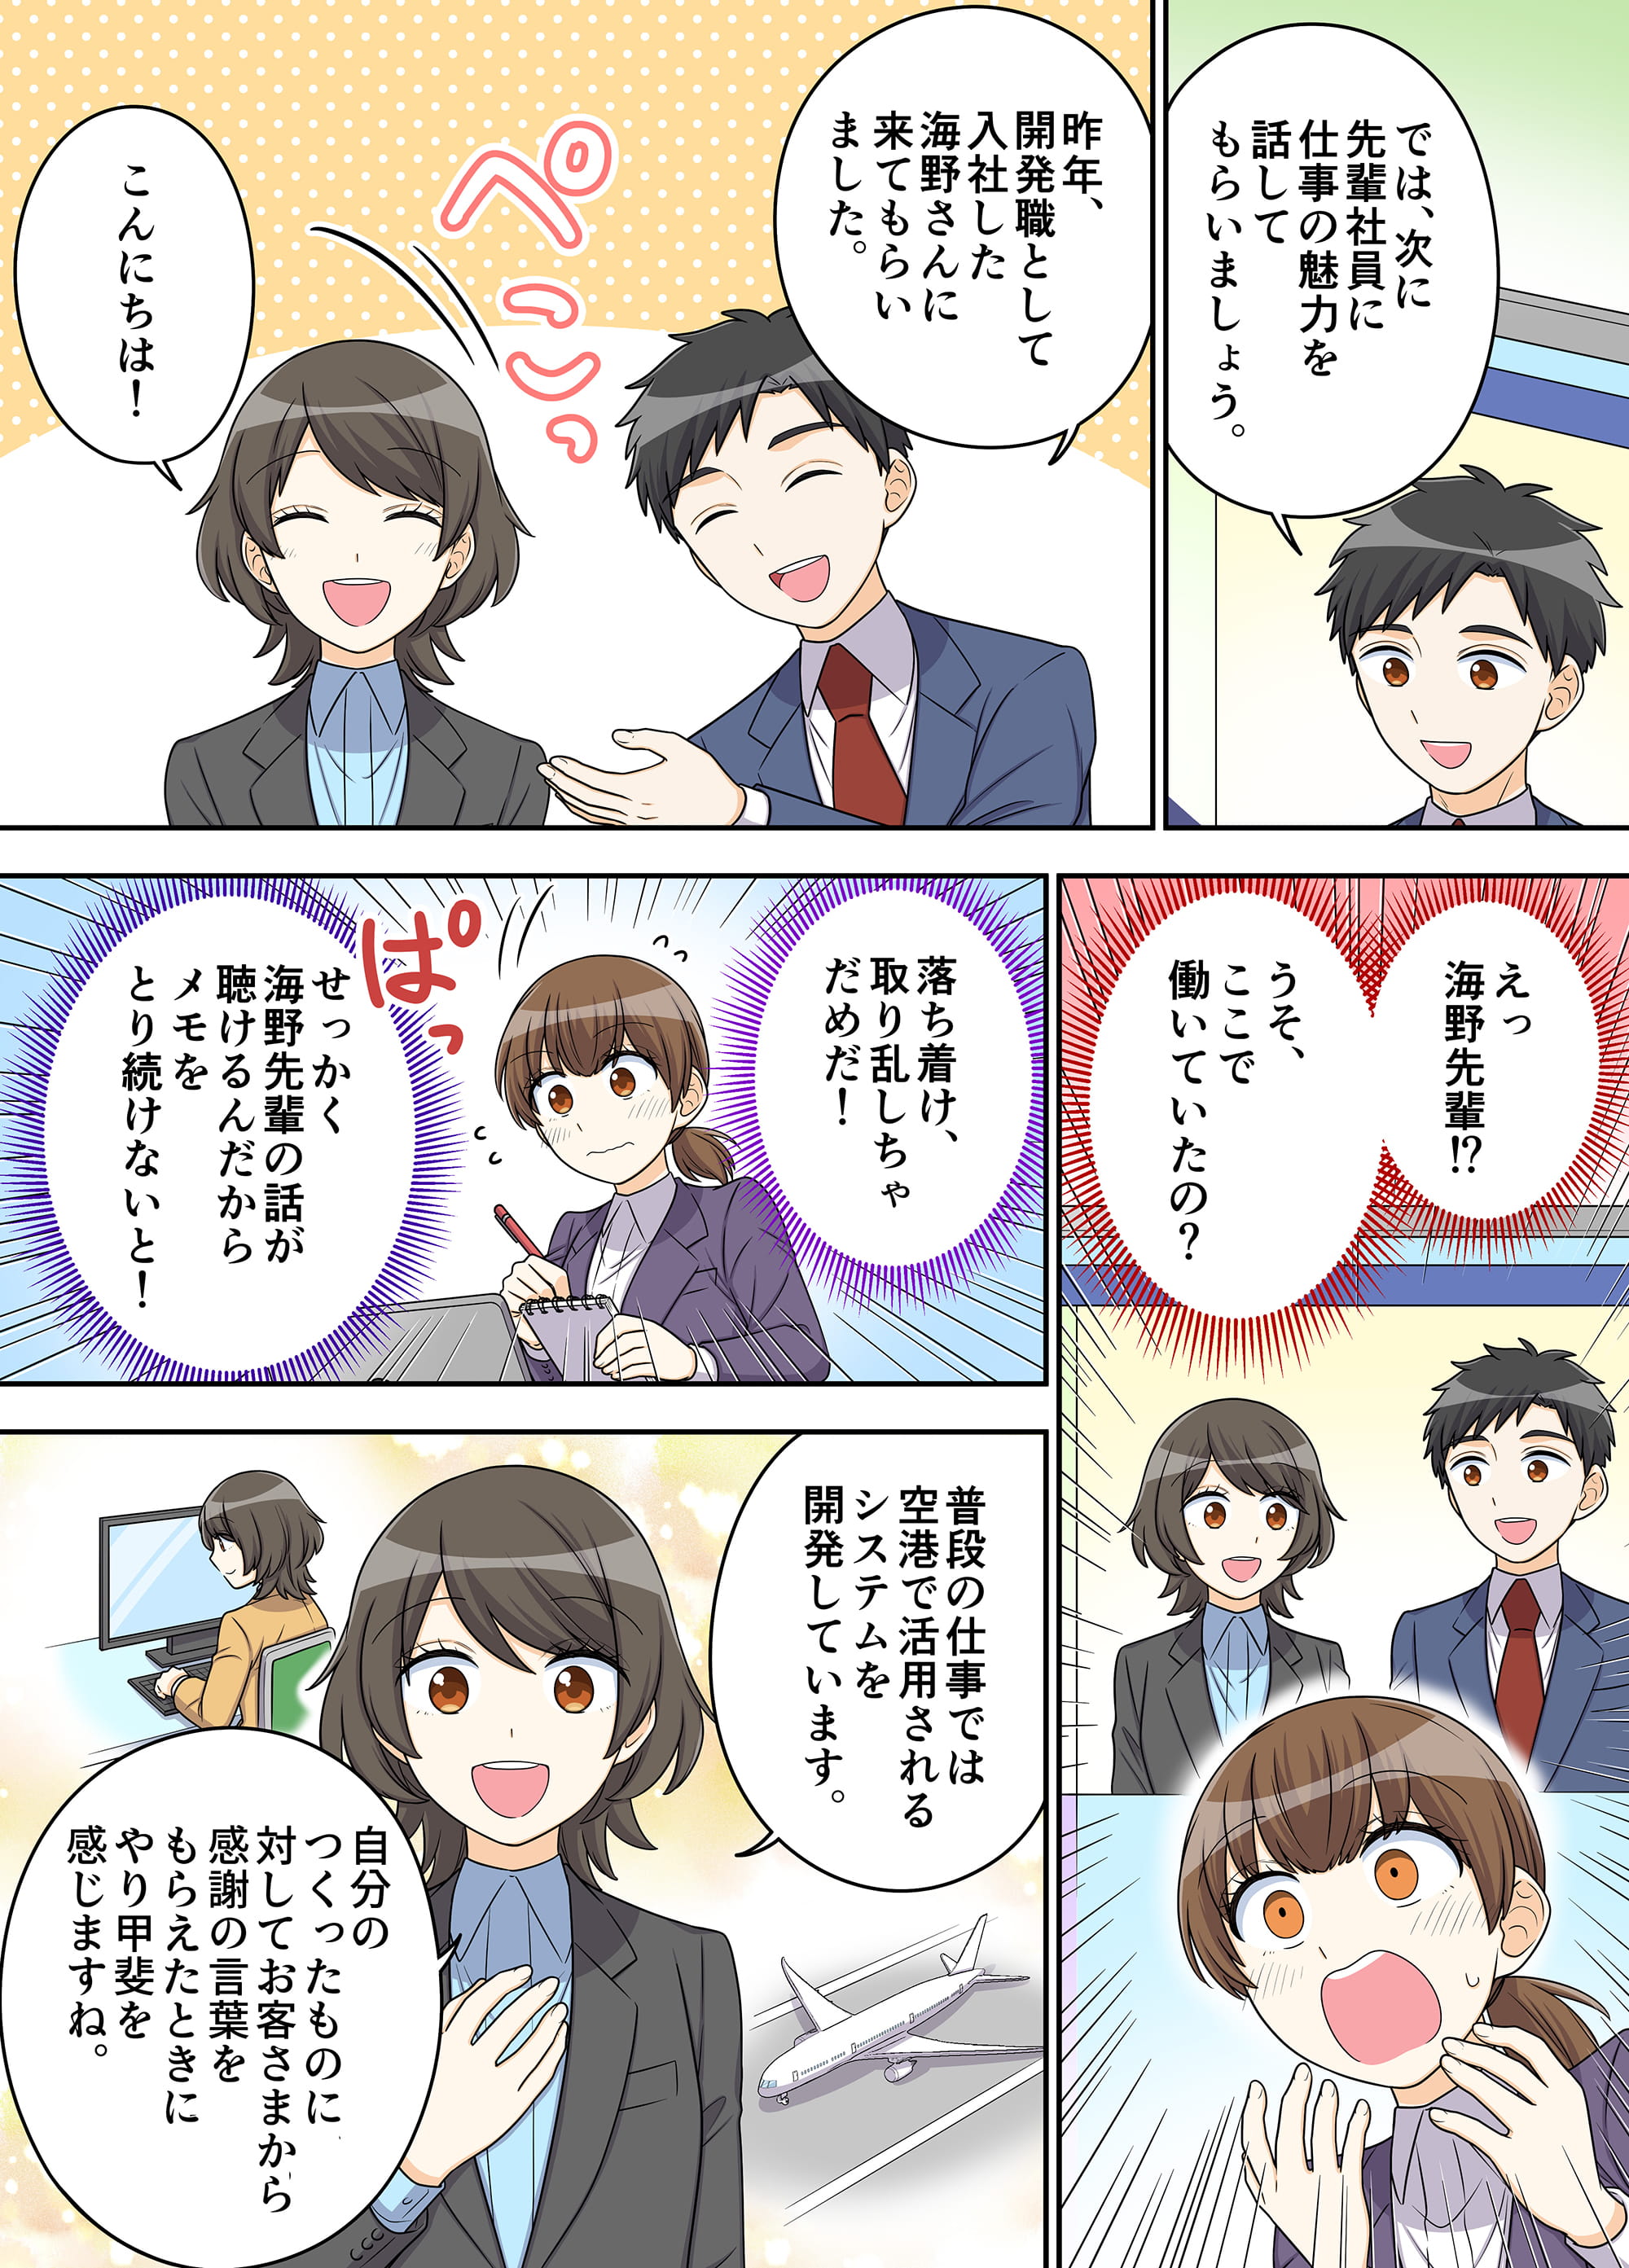 では、次に
先輩社員に
仕事の魅力を
話して
もらいましょう。
昨年、
開発職として
入社した
海野さんに
来てもらい
ました。
ペこっ
こんにちは！
えっ
海野先輩!?
うそ、
ここで
働いていたの？
落ち着け、
取り乱しちゃ
だめだ！
ぱっ
せっかく
海野先輩の話が
聴けるんだから
メモを
とり続けないと！
普段の仕事では
空港で活用される
システムを
開発しています。
自分の
つくったものに
対してお客さまから
感謝の言葉を
もらえたときに
やり甲斐を
感じますね。